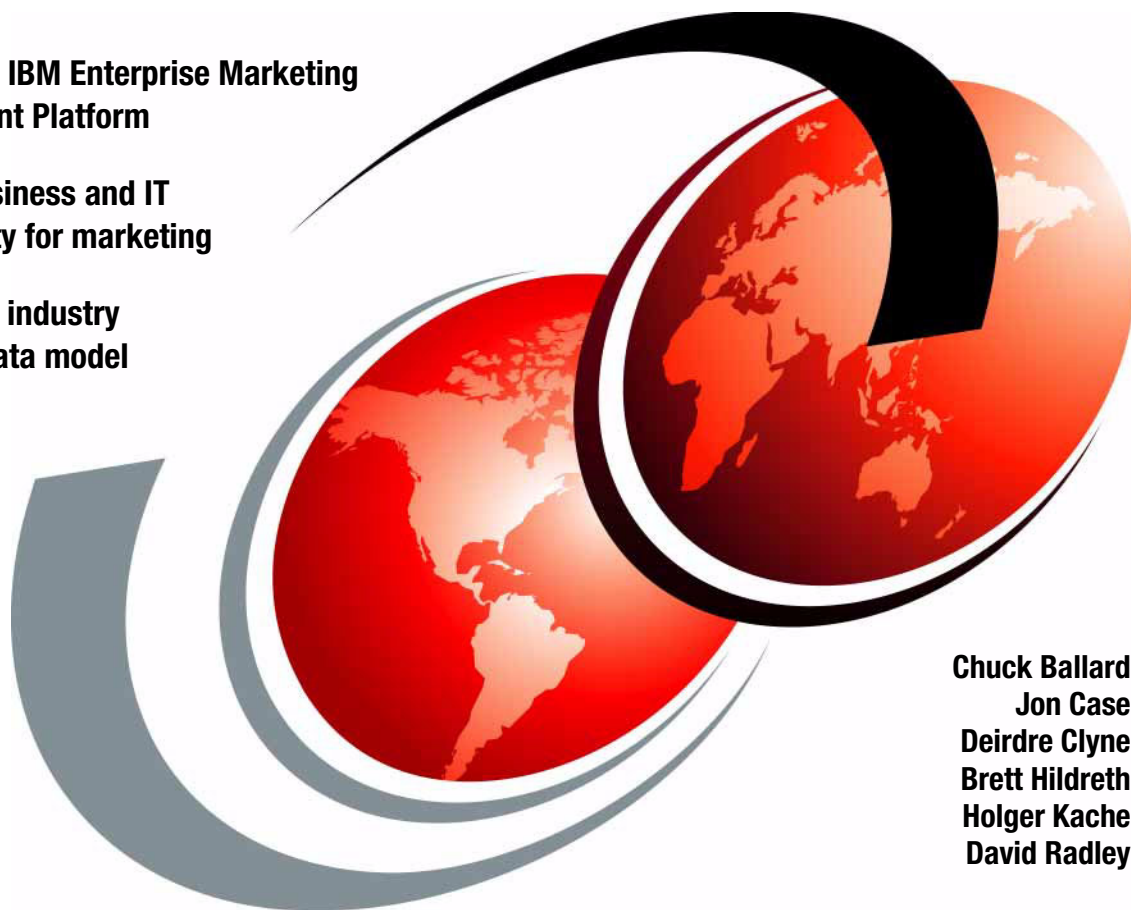 IBM Enterprise Marketing
nt Platform
siness and IT
ty for marketing
industry
ata model
Chuck Ballard
Jon Case
Deirdre Clyne
Brett Hildreth
Holger Kache
David Radley